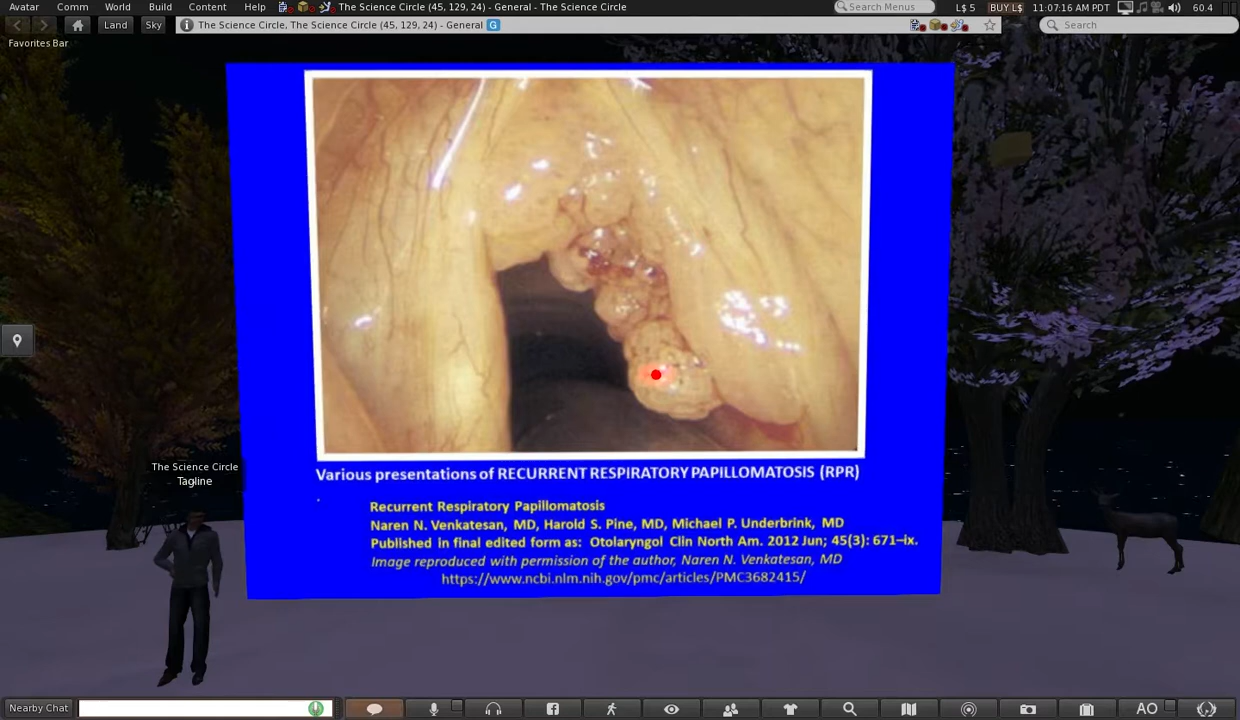 Avatar Comm World Build Content Help The Science Circle, The Science Circle (45, 129, 24) - General - The Science Circle Search Menus L$ 5 BUY L$ 11:07:16 AM PDT 60.4
Land Sky The Science Circle, The Science Circle (45, 129, 24) - General G Search
Favorites Bar
Various presentations of RECURRENT RESPIRATORY PAPILLOMATOSIS (RPR)
Recurrent Respiratory Papillomatosis
Naren N. Venkatesan, MD, Harold S. Pine, MD, Michael P. Underbrink, MD
Published in final edited form as: Otolaryngol Clin North Am. 2012 Jun; 45(3): 671–ix.
Image reproduced with permission of the author, Naren N. Venkatesan, MD
https://www.ncbi.nlm.nih.gov/pmc/articles/PMC3682415/
The Science Circle
Tagline
Nearby Chat AO